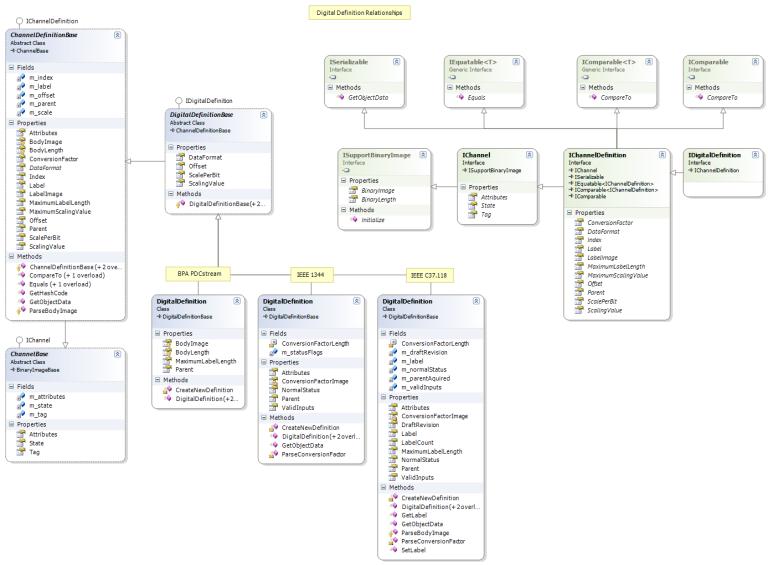 Digital Definition Relationships
IChannelDefinition
ChannelDefinitionBase
Abstract Class
ChannelBase
Fields
m_index
m_label
m_offset
m_parent
m_scale
Properties
Attributes
BodyImage
BodyLength
ConversionFactor
DataFormat
Index
Label
LabelImage
MaximumLabelLength
MaximumScalingValue
Offset
Parent
ScalePerBit
ScalingValue
Methods
ChannelDefinitionBase (+ 2 ove...
CompareTo (+ 1 overload)
Equals (+ 1 overload)
GetHashCode
GetObjectData
ParseBodyImage
IChannel
ChannelBase
Abstract Class
BinaryImageBase
Fields
m_attributes
m_state
m_tag
Properties
Attributes
State
Tag
IDigitalDefinition
DigitalDefinitionBase
Abstract Class
ChannelDefinitionBase
Properties
DataFormat
Offset
ScalePerBit
ScalingValue
Methods
DigitalDefinitionBase(+ 2...
BPA PDCstream
DigitalDefinition
Class
DigitalDefinitionBase
Properties
BodyImage
BodyLength
MaximumLabelLength
Parent
Methods
CreateNewDefinition
DigitalDefinition(+2...
IEEE 1344
DigitalDefinition
Class
DigitalDefinitionBase
Fields
ConversionFactorLength
m_statusFlags
Properties
Attributes
ConversionFactorImage
NormalStatus
Parent
ValidInputs
Methods
CreateNewDefinition
DigitalDefinition(+ 2 overl...
GetObjectData
ParseConversionFactor
IEEE C37.118
DigitalDefinition
Class
DigitalDefinitionBase
Fields
ConversionFactorLength
m_draftRevision
m_label
m_normalStatus
m_parentAquired
m_validInputs
Properties
Attributes
ConversionFactorImage
DraftRevision
Label
LabelCount
MaximumLabelLength
NormalStatus
Parent
ValidInputs
Methods
CreateNewDefinition
DigitalDefinition(+ 2 overl...
GetLabel
GetObjectData
ParseBodyImage
ParseConversionFactor
SetLabel
ISerializable
Interface
Methods
GetObjectData
IEquatable<T>
Generic Interface
Methods
Equals
IComparable<T>
Generic Interface
Methods
CompareTo
IComparable
Interface
Methods
CompareTo
ISupportBinaryImage
Interface
Properties
BinaryImage
BinaryLength
Methods
Initialize
IChannel
Interface
ISupportBinaryImage
Properties
Attributes
State
Tag
IChannelDefinition
Interface
IChannel
ISerializable
IEquatable<IChannelDefinition>
IComparable<IChannelDefinition>
IComparable
Properties
ConversionFactor
DataFormat
Index
Label
LabelImage
MaximumLabelLength
MaximumScalingValue
Offset
Parent
ScalePerBit
ScalingValue
IDigitalDefinition
Interface
IChannelDefinition